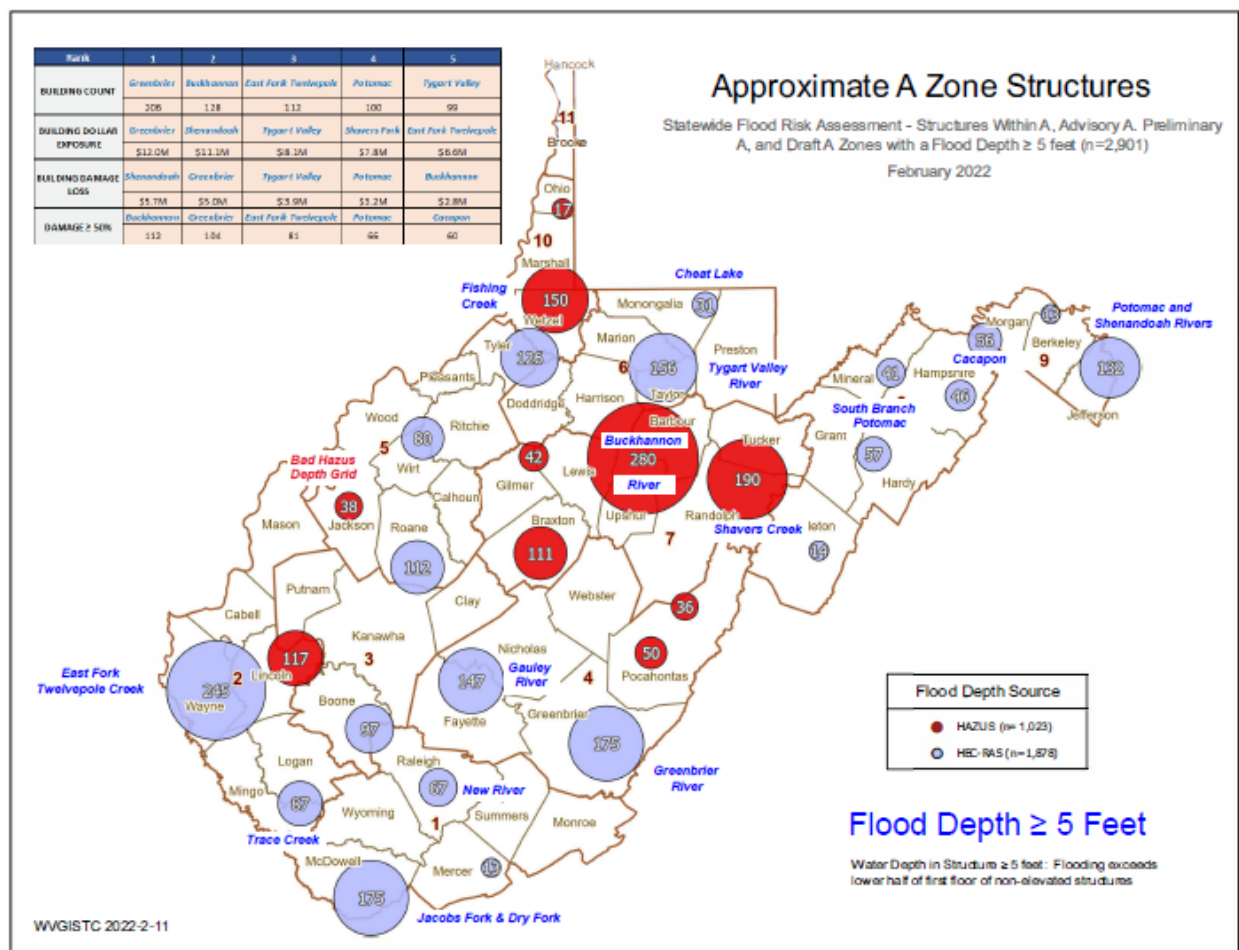 Rank 1 2 3 4 5
BUILDING COUNT Greenbrier Buckhannon East Fork Twelvepole Potomac Tygart Valley
206 128 112 100 99
BUILDING DOLLAR EXPOSURE Greenbrier Shenandoah Tygart Valley Shavers Fork East Fork Twelvepole
$12.0M $11.1M $8.1M $7.8M $6.6M
BUILDING DAMAGE LOSS Shenandoah Greenbrier Tygart Valley Potomac Buckhannon
$5.7M $5.0M $3.9M $3.2M $2.8M
DAMAGE ≥ 50% Buckhannon Greenbrier East Fork Twelvepole Potomac Cacapon
112 104 81 66 60
Approximate A Zone Structures
Statewide Flood Risk Assessment - Structures Within A, Advisory A. Preliminary
A, and Draft A Zones with a Flood Depth ≥ 5 feet (n=2,901)
February 2022
Hancock
11
Brooke
Ohio
17
10
Marshall
Fishing
Creek
150
Wetzel
Cheat Lake
Monongalia
31
Potomac and
Shenandoah Rivers
13
Morgan
Berkeley
9
56
Cacapon
132
Jefferson
Tyler
126
Marion
6
156
Taylor
Preston
Tygart Valley
River
Mineral
41
Hampshire
46
Pleasants
Doddridge
Harrison
South Branch
Potomac
Wood
Ritchie
80
5
Wirt
Barbour
Buckhannon
280
River
Tucker
190
Grant
57
Hardy
Bad Hazus
Depth Grid
38
Jackson
42
Gilmer
Lewis
Calhoun
Upshur
Randolph
Shavers Creek
leton
14
Mason
Roane
112
Braxton
111
7
Putnam
Clay
Webster
36
Cabell
Kanawha
3
Nicholas
50
Pocahontas
East Fork
Twelvepole Creek
2
245
Wayne
117
Lincoln
Gauley
River
147
4
Boone
97
Fayette
Greenbrier
175
Greenbrier
River
Logan
Raleigh
67
New River
Mingo
87
Wyoming
1
Summers
Monroe
Trace Creek
McDowell
175
Mercer
13
Jacobs Fork & Dry Fork
Flood Depth Source
HAZUS (n= 1,023)
HEC-RAS (n=1,878)
Flood Depth ≥ 5 Feet
Water Depth in Structure ≥ 5 feet: Flooding exceeds
lower half of first floor of non-elevated structures
WVGISTC 2022-2-11